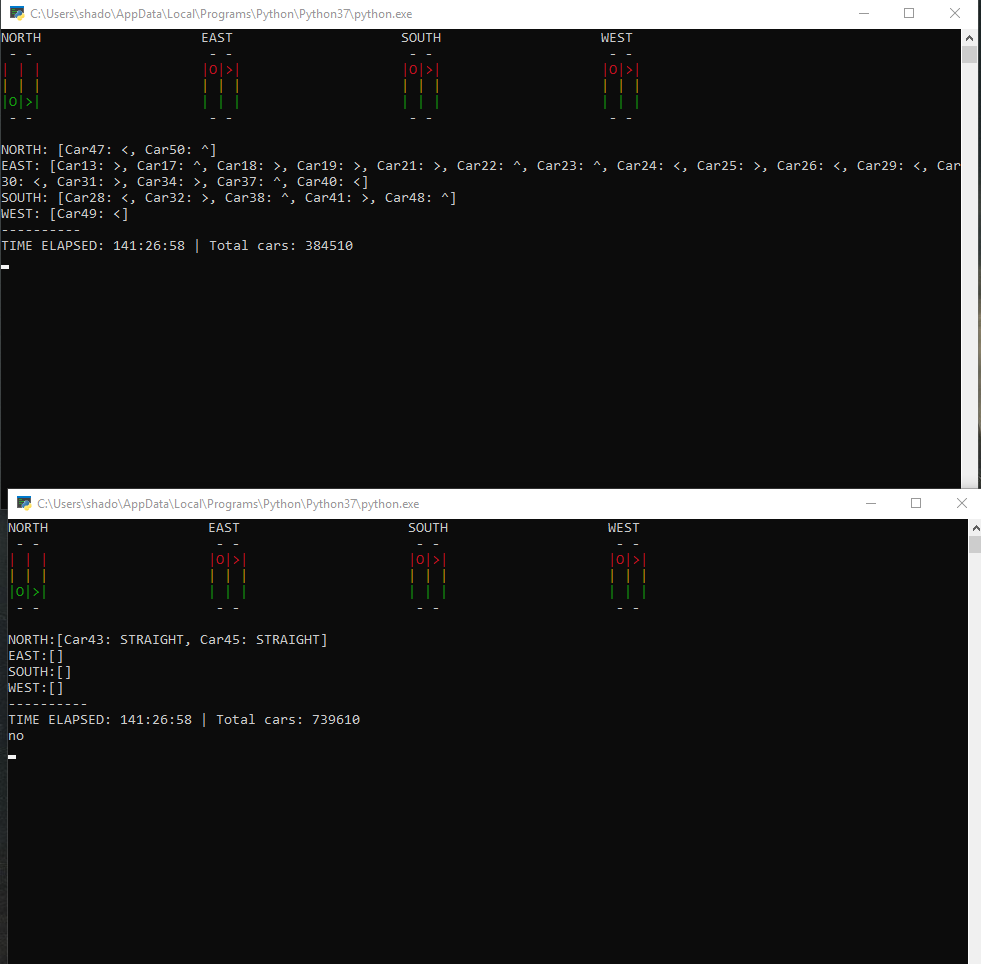 C:\Users\shado\AppData\Local\Programs\Python\Python37\python.exe
NORTH EAST SOUTH WEST
- - - - - - - -
| | | |O|>| |O|>| |O|>|
| | | | | | | | | | | |
|O|>| | | | | | | | | |
- - - - - - - -
NORTH: [Car47: <, Car50: ^]
EAST: [Car13: >, Car17: ^, Car18: >, Car19: >, Car21: >, Car22: ^, Car23: ^, Car24: <, Car25: >, Car26: <, Car29: <, Car
30: <, Car31: >, Car34: >, Car37: ^, Car40: <]
SOUTH: [Car28: <, Car32: >, Car38: ^, Car41: >, Car48: ^]
WEST: [Car49: <]
----------
TIME ELAPSED: 141:26:58 | Total cars: 384510
C:\Users\shado\AppData\Local\Programs\Python\Python37\python.exe
NORTH EAST SOUTH WEST
- - - - - - - -
| | | |O|>| |O|>| |O|>|
| | | | | | | | | | | |
|O|>| | | | | | | | | |
- - - - - - - -
NORTH:[Car43: STRAIGHT, Car45: STRAIGHT]
EAST:[]
SOUTH:[]
WEST:[]
----------
TIME ELAPSED: 141:26:58 | Total cars: 739610
no